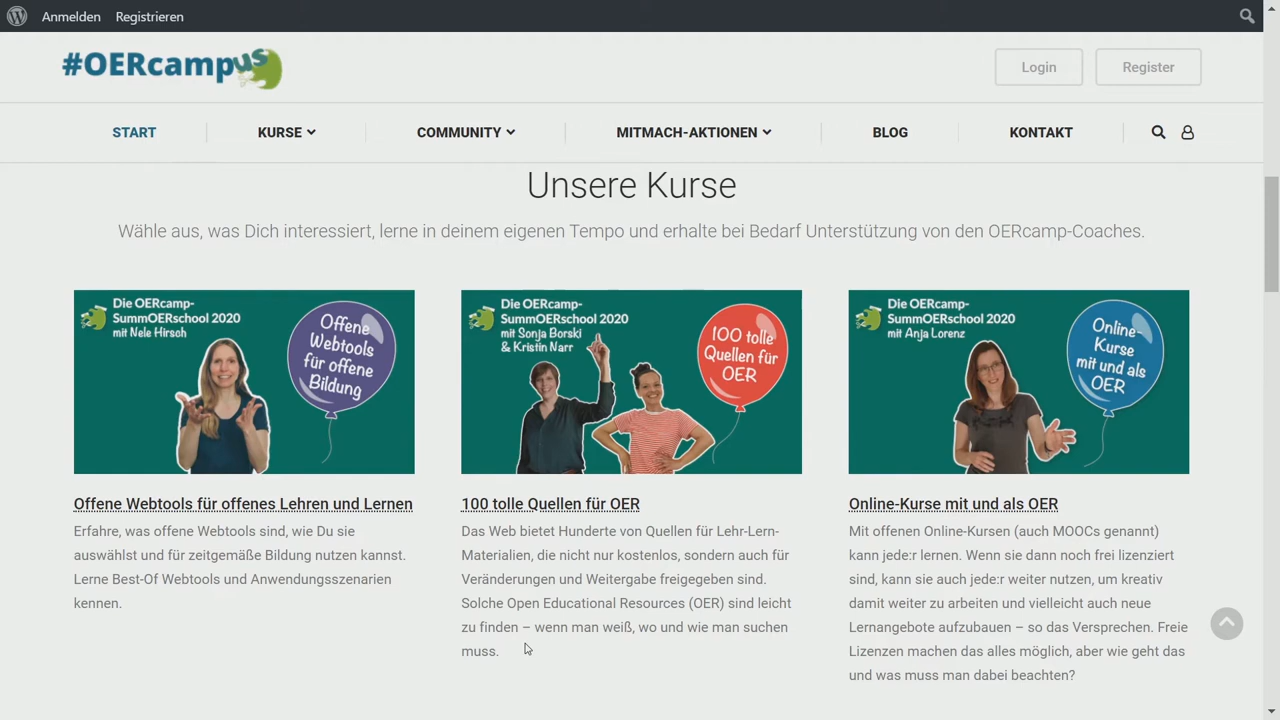 Anmelden Registrieren
#OERcampus
Login Register
START KURSE COMMUNITY MITMACH-AKTIONEN BLOG KONTAKT
Unsere Kurse
Wähle aus, was Dich interessiert, lerne in deinem eigenen Tempo und erhalte bei Bedarf Unterstützung von den OERcamp-Coaches.
Die OERcamp-
SummOERschool 2020
mit Nele Hirsch
Offene
Webtools
für offene
Bildung
Offene Webtools für offenes Lehren und Lernen
Erfahre, was offene Webtools sind, wie Du sie
auswählst und für zeitgemäße Bildung nutzen kannst.
Lerne Best-Of Webtools und Anwendungsszenarien
kennen.
Die OERcamp-
SummOERschool 2020
mit Sonja Borski
& Kristin Narr
100 tolle
Quellen für
OER
100 tolle Quellen für OER
Das Web bietet Hunderte von Quellen für Lehr-Lern-
Materialien, die nicht nur kostenlos, sondern auch für
Veränderungen und Weitergabe freigegeben sind.
Solche Open Educational Resources (OER) sind leicht
zu finden – wenn man weiß, wo und wie man suchen
muss.
Die OERcamp-
SummOERschool 2020
mit Anja Lorenz
Online-
Kurse
mit und als
OER
Online-Kurse mit und als OER
Mit offenen Online-Kursen (auch MOOCs genannt)
kann jede:r lernen. Wenn sie dann noch frei lizenziert
sind, kann sie auch jede:r weiter nutzen, um kreativ
damit weiter zu arbeiten und vielleicht auch neue
Lernangebote aufzubauen – so das Versprechen. Freie
Lizenzen machen das alles möglich, aber wie geht das
und was muss man dabei beachten?